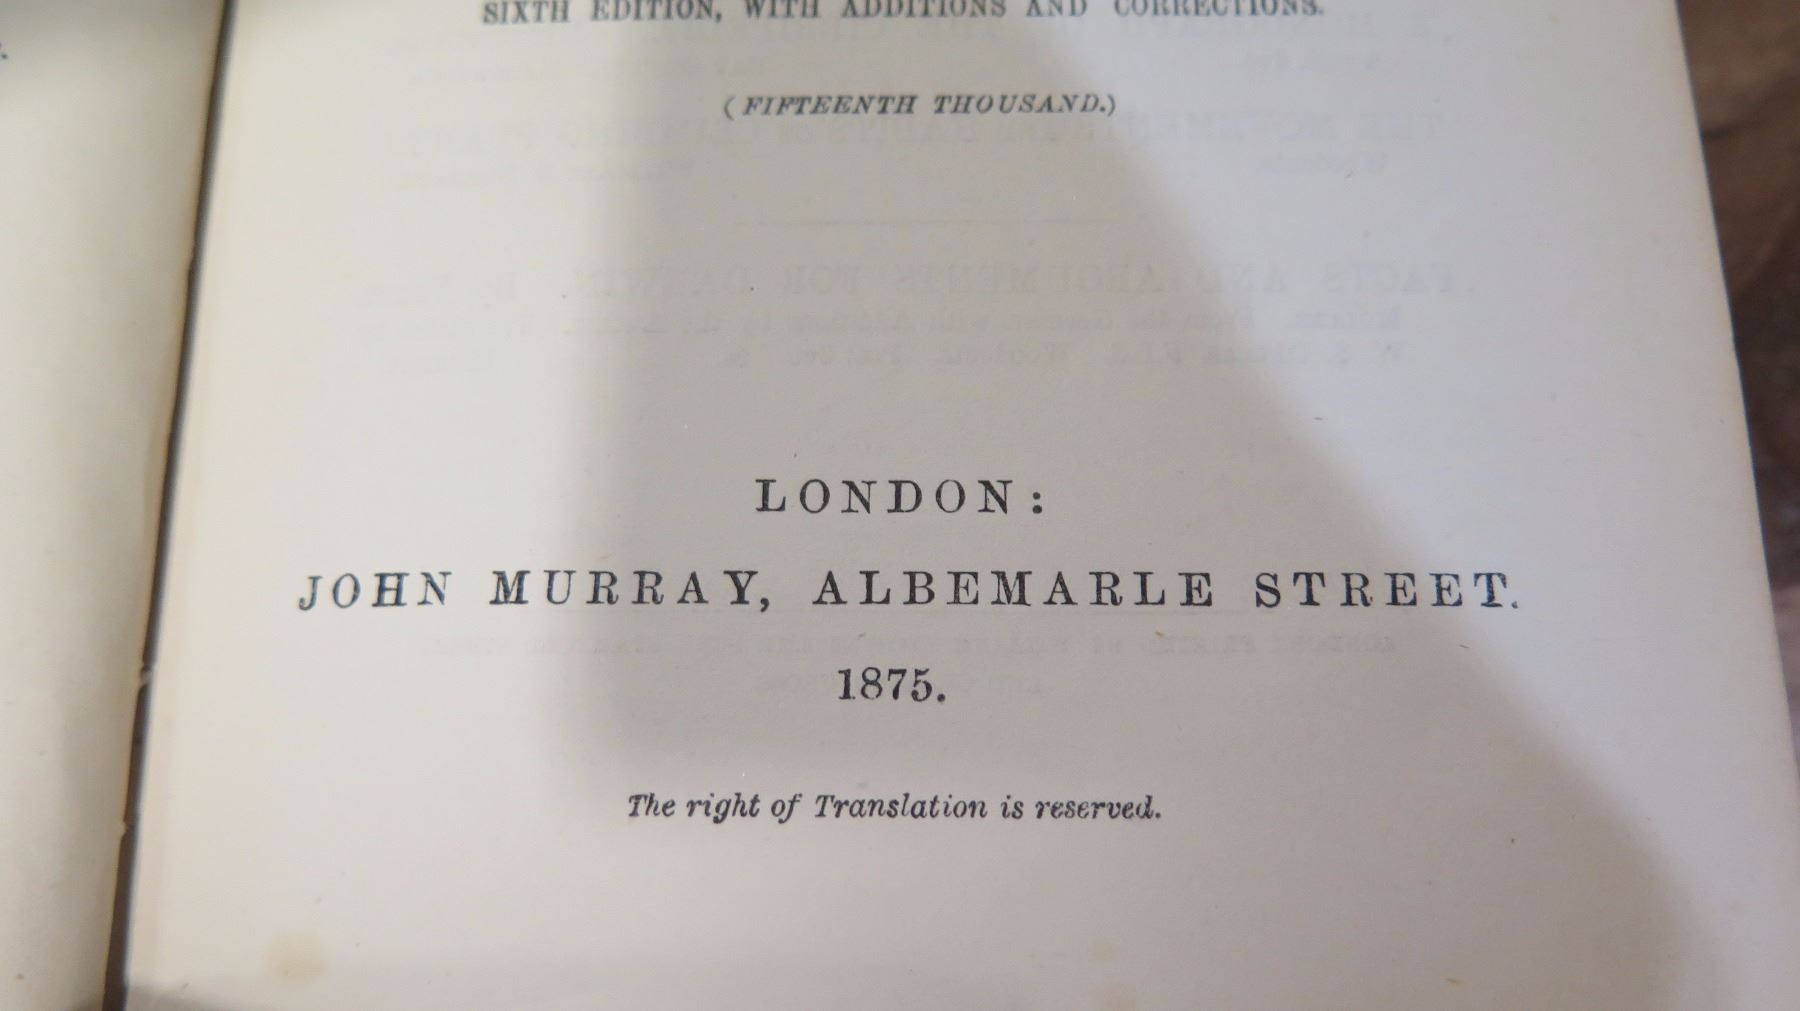 SIXTH EDITION, WITH ADDITIONS AND CORRECTIONS.
(FIFTEENTH THOUSAND.)
LONDON:
JOHN MURRAY, ALBEMARLE STREET.
1875.
The right of Translation is reserved.